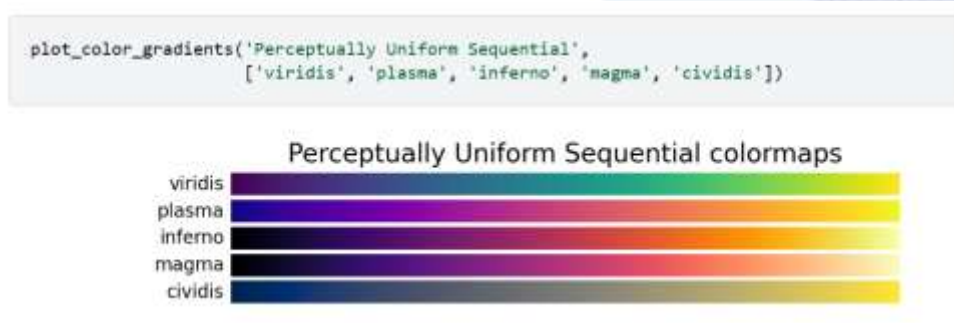 plot_color_gradients('Perceptually Uniform Sequential',
['viridis', 'plasma', 'inferno', 'magma', 'cividis'])
Perceptually Uniform Sequential colormaps
viridis
plasma
inferno
magma
cividis